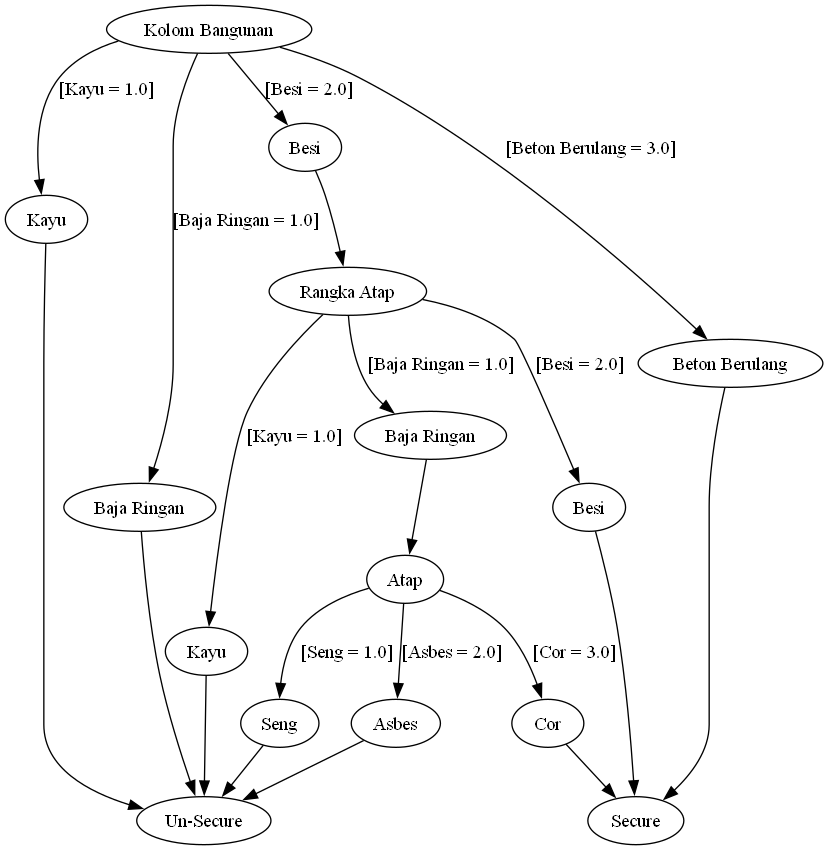 Kolom Bangunan
[Kayu = 1.0]
[Besi = 2.0]
Besi
[Beton Berulang = 3.0]
Kayu
[Baja Ringan = 1.0]
Rangka Atap
[Baja Ringan = 1.0]
[Besi = 2.0]
Beton Berulang
[Kayu = 1.0]
Baja Ringan
Baja Ringan
Besi
Atap
Kayu
[Seng = 1.0]
[Asbes = 2.0]
[Cor = 3.0]
Seng
Asbes
Cor
Un-Secure
Secure